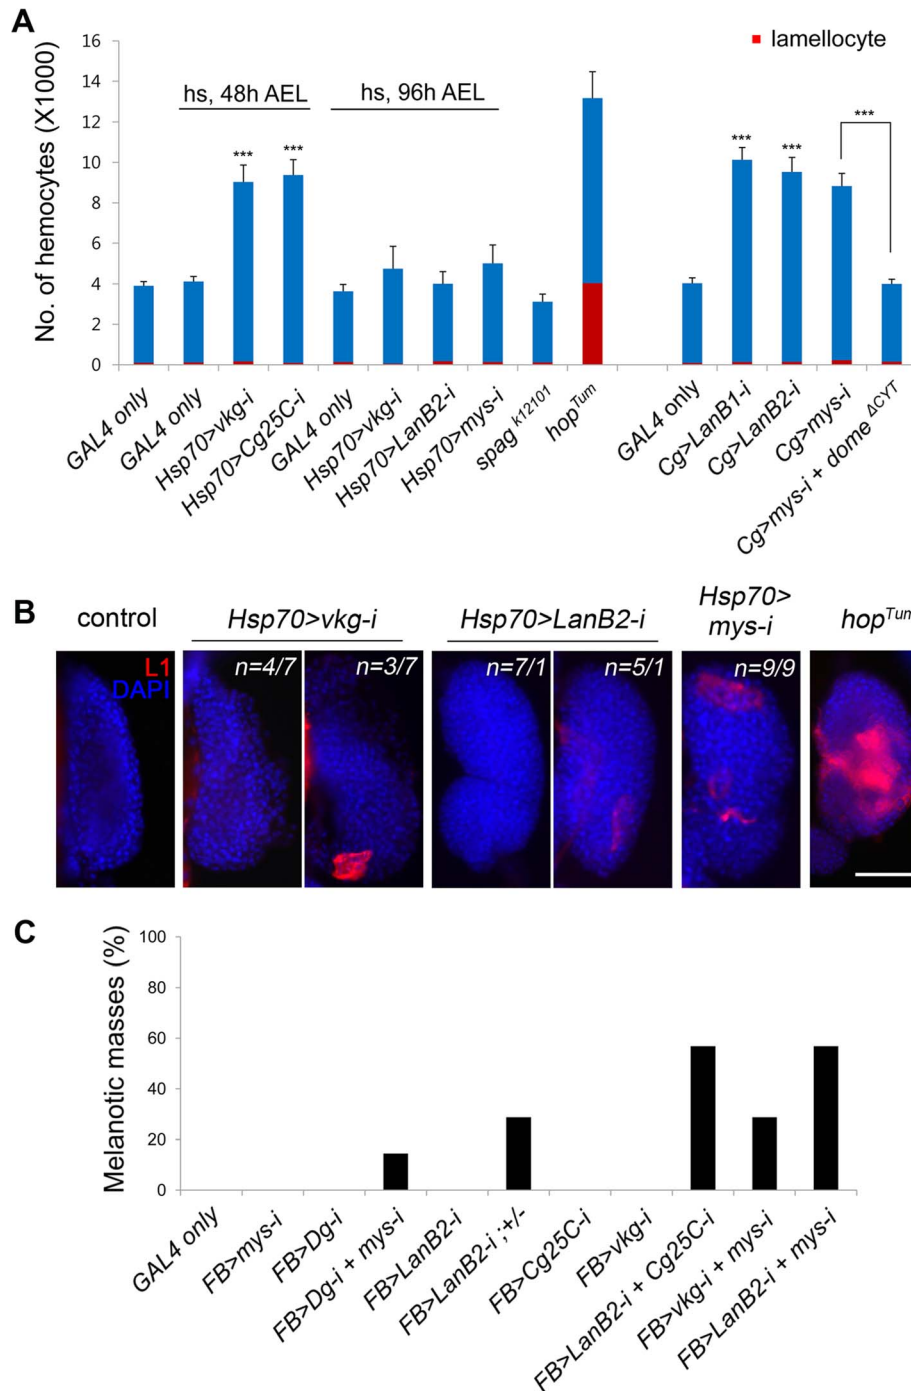 A
No. of hemocytes (X1000)
16
14
12
10
8
6
4
2
0
lamellocyte
hs, 48h AEL
hs, 96h AEL
***
***
***
***
***
GAL4 only
GAL4 only
Hsp70>vkg-i
Hsp70>Cg25C-i
GAL4 only
Hsp70>vkg-i
Hsp70>LanB2-i
Hsp70>mys-i
spag k12101
hopTum
GAL4 only
Cg>LanB1-i
Cg>LanB2-i
Cg>mys-i
Cg>mys-i + dome ΔCYT
B
control
Hsp70>vkg-i
Hsp70>LanB2-i
Hsp70>
mys-i
hopTum
L1
DAPI
n=4/7
n=3/7
n=7/1
n=5/1
n=9/9
C
Melanotic masses (%)
100
80
60
40
20
0
GAL4 only
FB>mys-i
FB>Dg-i
FB>Dg-i + mys-i
FB>LanB2-i
FB>LanB2-i ;+/-
FB>Cg25C-i
FB>vkg-i
FB>LanB2-i + Cg25C-i
FB>vkg-i + mys-i
FB>LanB2-i + mys-i